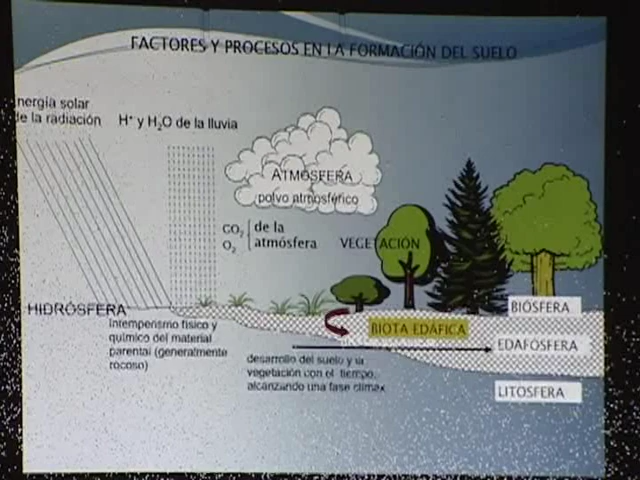 FACTORES Y PROCESOS EN LA FORMACIÓN DEL SUELO
nergía solar
de la radiación
H⁺ y H₂O de la lluvia
ATMÓSFERA
polvo atmosférico
CO₂
O₂
de la
atmósfera
VEGETACIÓN
HIDRÓSFERA
BIÓSFERA
Intemperismo físico y
químico del material
parental (generalmente
rocoso)
BIOTA EDÁFICA
EDAFÓSFERA
desarrollo del suelo y la
vegetación con el tiempo,
alcanzando una fase clímax
LITOSFERA